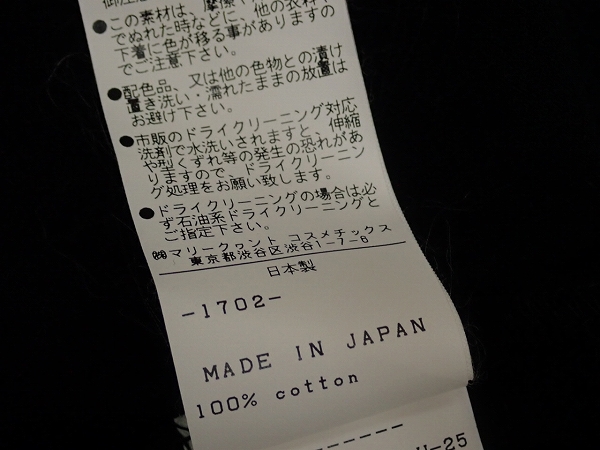 ●この素材は、摩擦や
でぬれた時などに、他の衣料や
下着に色が移る事がありますの
でご注意下さい。
●配色品、又は他の色物との漬け
置き洗い・濡れたままの放置は
お避け下さい。
●市販のドライクリーニング対応
洗剤で水洗いされますと、伸縮
や型くずれ等の発生の恐れがあ
りますので、ドライクリーニン
グ処理をお願い致します。
●ドライクリーニングの場合は必
ず石油系ドライクリーニングと
ご指定下さい。
㈱マリークヮント コスメチックス
東京都渋谷区渋谷1-7-6
日本製
-1702-
MADE IN JAPAN
100% cotton
-25